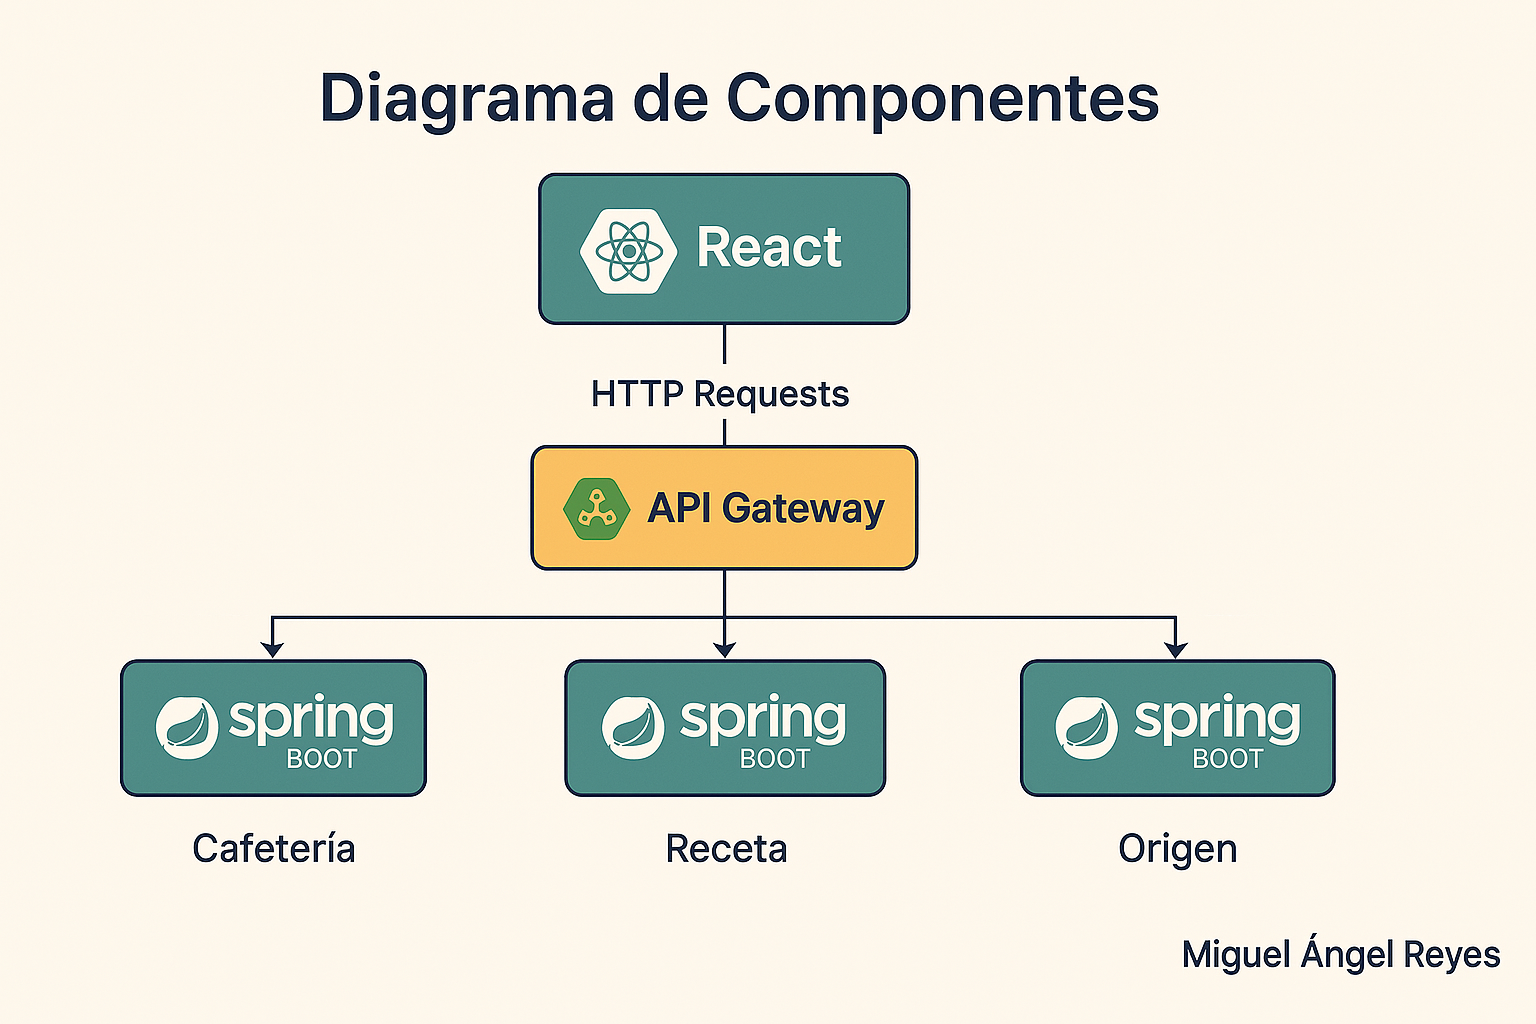 Diagrama de Componentes
React
HTTP Requests
API Gateway
spring
BOOT
spring
BOOT
spring
BOOT
Cafetería
Receta
Origen
Miguel Ángel Reyes